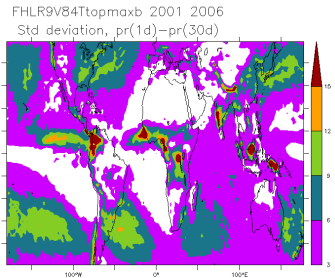 FHLR9V84Ttopmaxb 2001 2006
Std deviation, pr(1d)-pr(30d)
15
12
9
6
3
100°W 0° 100°E